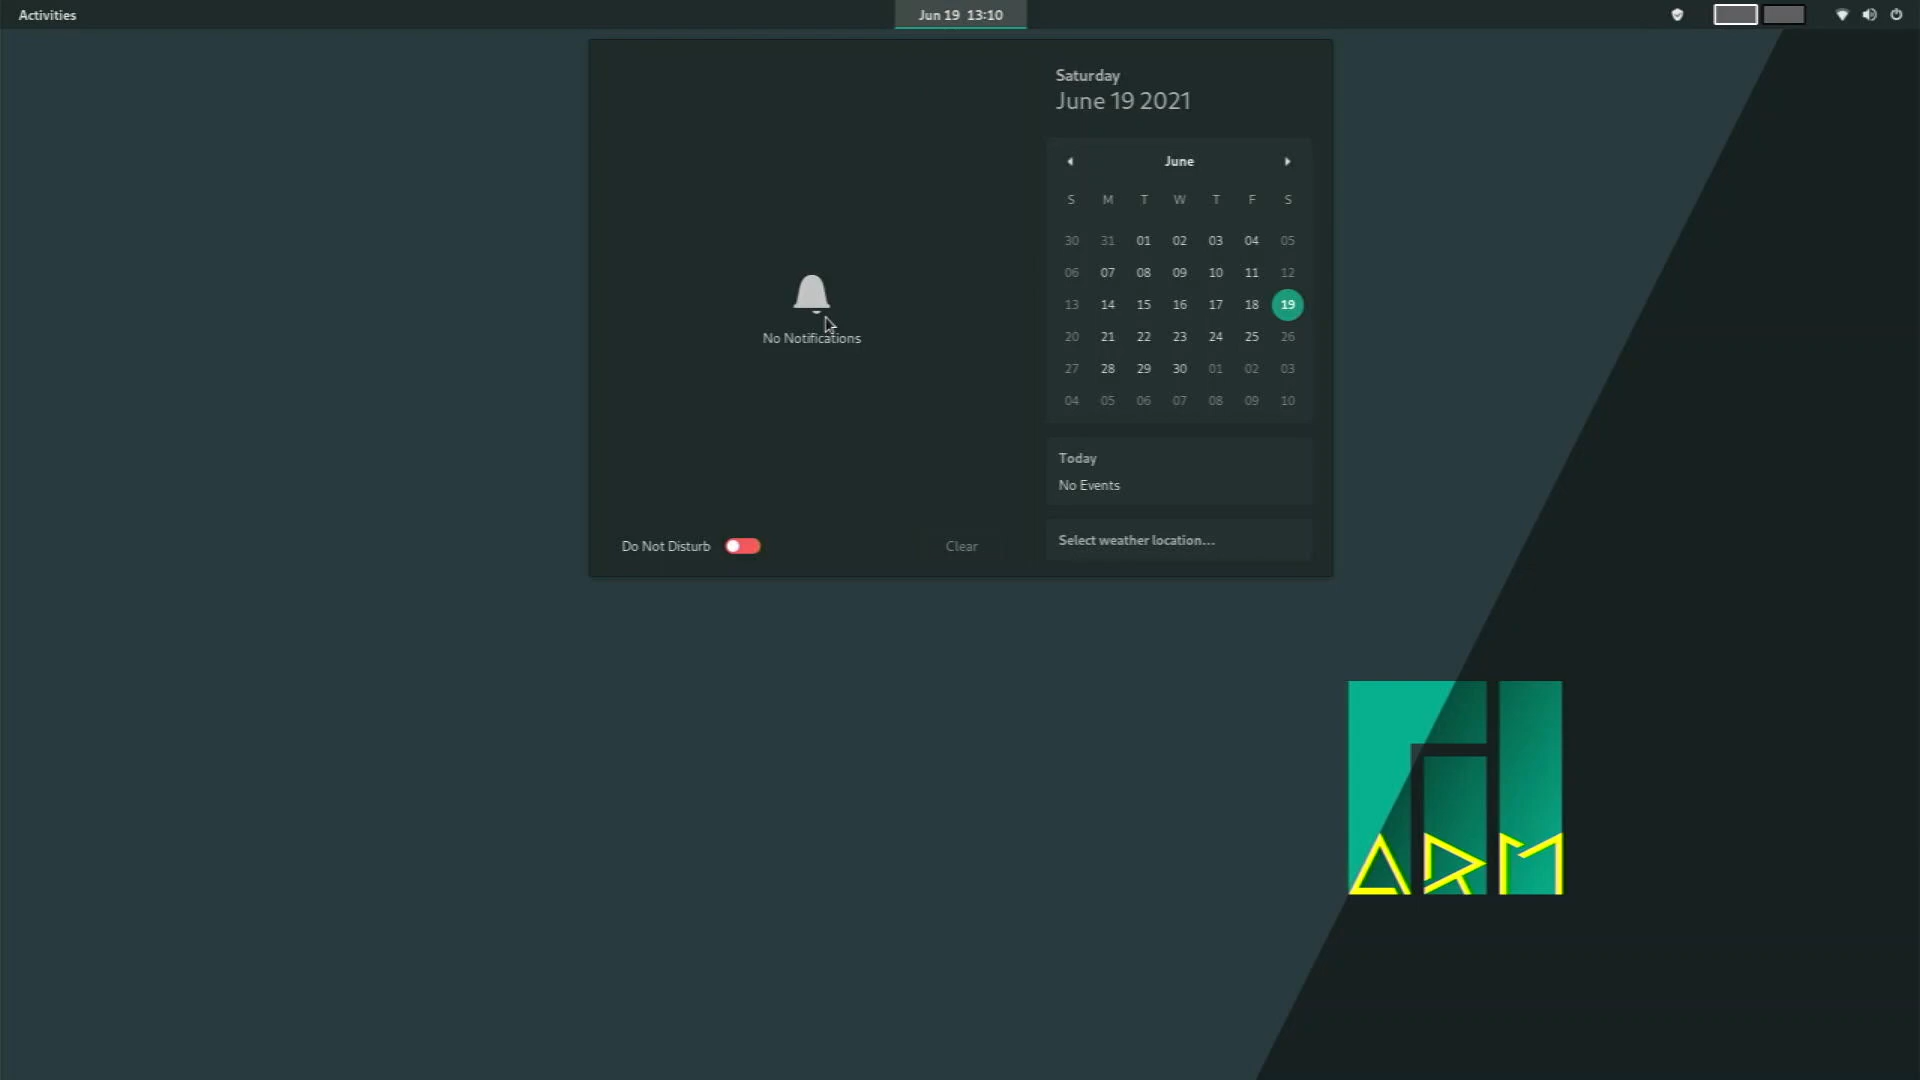 Activities
Jun 19 13:10
Saturday
June 19 2021
June
S M T W T F S
30 31 01 02 03 04 05
06 07 08 09 10 11 12
13 14 15 16 17 18 19
20 21 22 23 24 25 26
27 28 29 30 01 02 03
04 05 06 07 08 09 10
No Notifications
Today
No Events
Do Not Disturb
Clear
Select weather location...
ARM